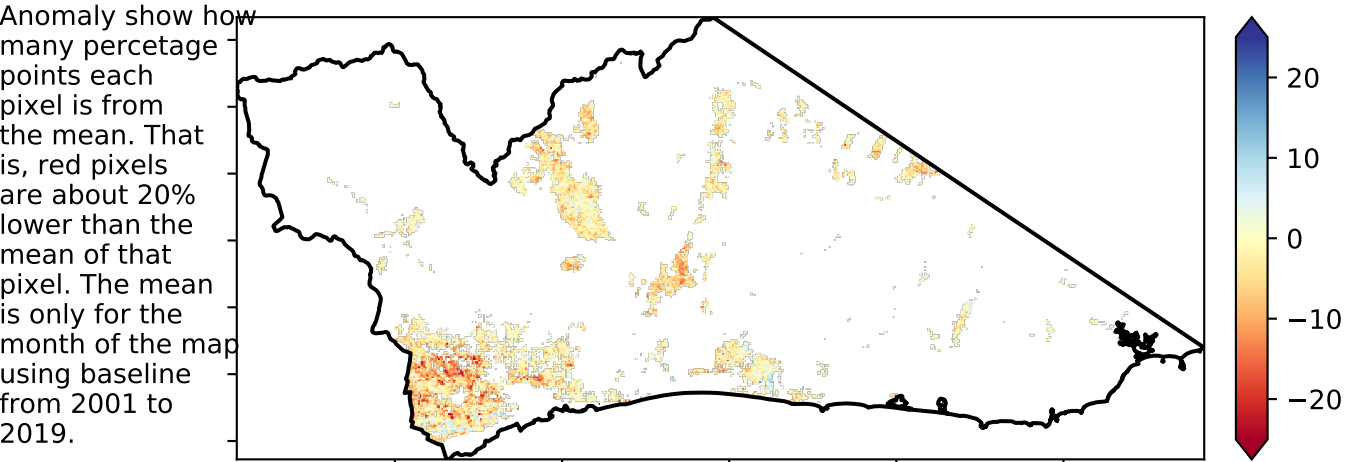 Anomaly show how
many percetage
points each
pixel is from
the mean. That
is, red pixels
are about 20%
lower than the
mean of that
pixel. The mean
is only for the
month of the map
using baseline
from 2001 to
2019.
20
10
0
−10
−20